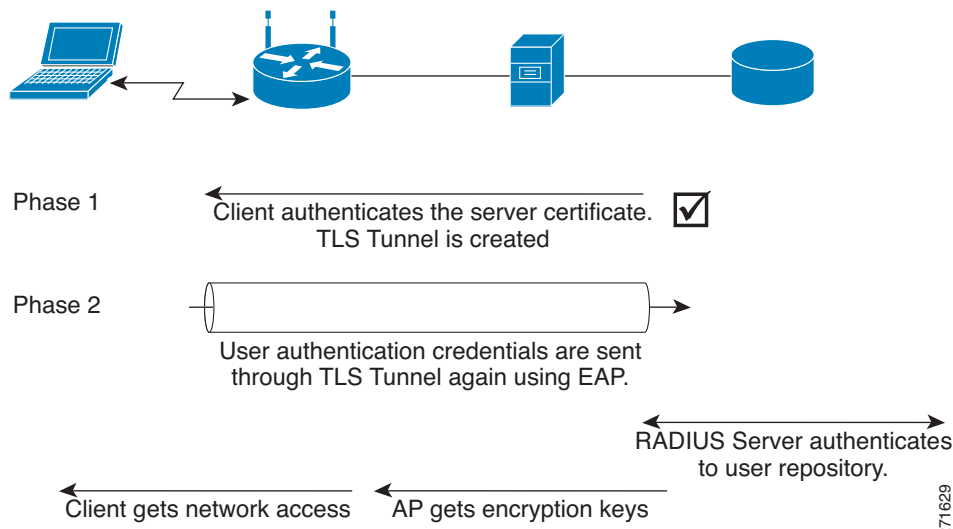 Phase 1
Client authenticates the server certificate.
TLS Tunnel is created
Phase 2
User authentication credentials are sent
through TLS Tunnel again using EAP.
RADIUS Server authenticates
to user repository.
Client gets network access
AP gets encryption keys
71629